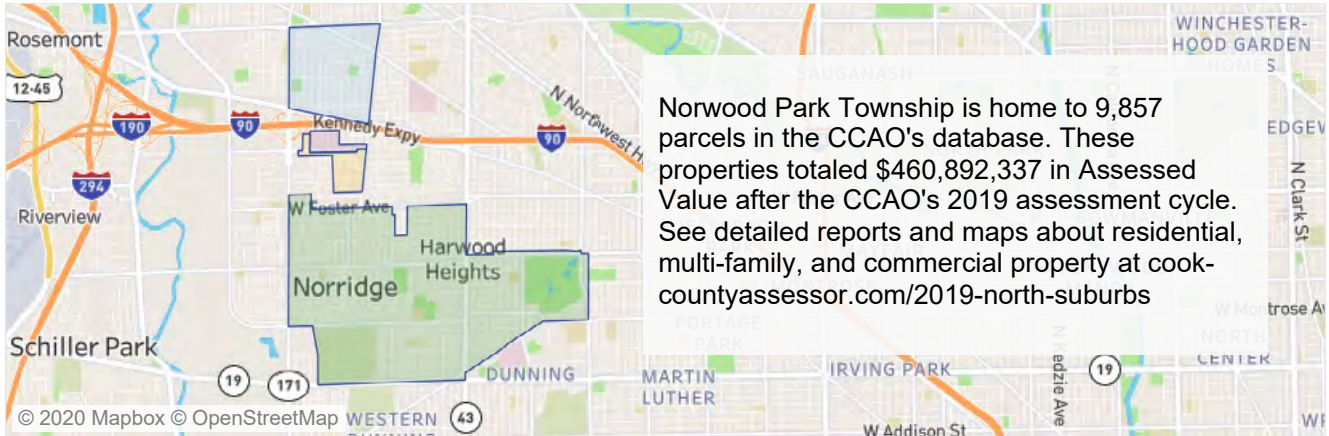 Rosemont
12-45
190
90
Kennedy Expy
N Northwest H
90
294
Riverview
W Foster Ave
Harwood
Heights
Norridge
Schiller Park
19
171
DUNNING
MARTIN
LUTHER
WESTERN
43
© 2020 Mapbox © OpenStreetMap
WINCHESTER-
HOOD GARDEN
HOMES
SAUGANASH
Norwood Park Township is home to 9,857
parcels in the CCAO's database. These
properties totaled $460,892,337 in Assessed
Value after the CCAO's 2019 assessment cycle.
See detailed reports and maps about residential,
multi-family, and commercial property at cook-
countyassessor.com/2019-north-suburbs
EDGEW
N Clark St
BOWMANVILLE
PORTAGE
PARK
W Montrose Av
NORTH
CENTER
IRVING PARK
N Kedzie Ave
19
W Addison St